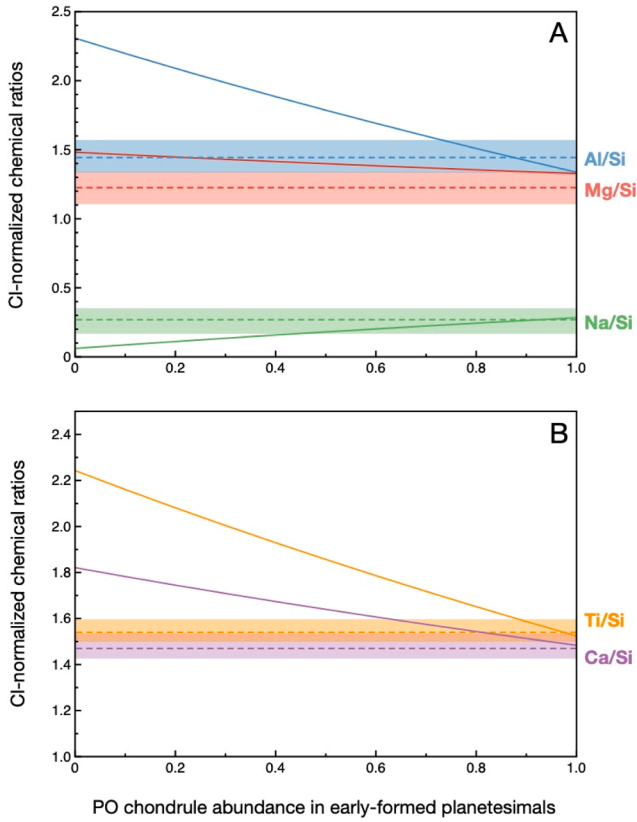 A
CI-normalized chemical ratios
2.5
2.0
1.5
1.0
0.5
0
0 0.2 0.4 0.6 0.8 1.0
Al/Si
Mg/Si
Na/Si
B
CI-normalized chemical ratios
2.4
2.2
2.0
1.8
1.6
1.4
1.2
1.0
0 0.2 0.4 0.6 0.8 1.0
Ti/Si
Ca/Si
PO chondrule abundance in early-formed planetesimals